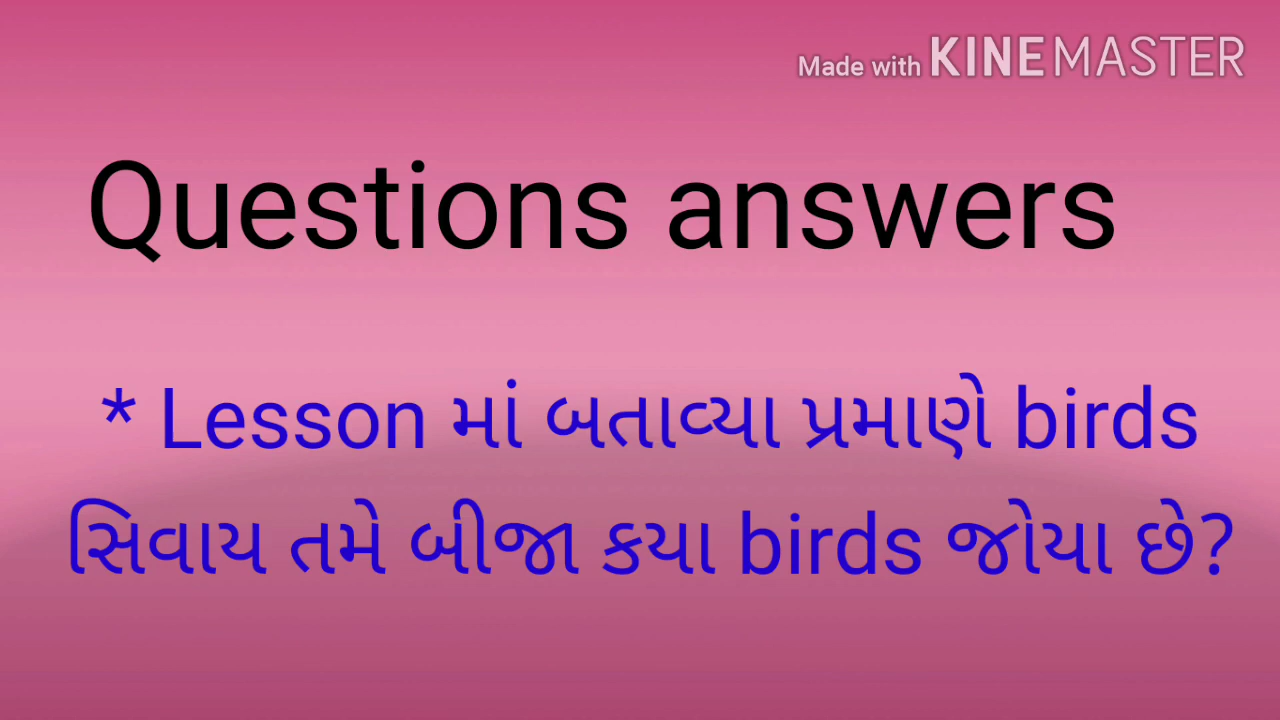 Made with KINEMASTER
Questions answers
* Lesson માં બતાવ્યા પ્રમાણે birds
સિવાય તમે બીજા કયા birds જોયા છે?